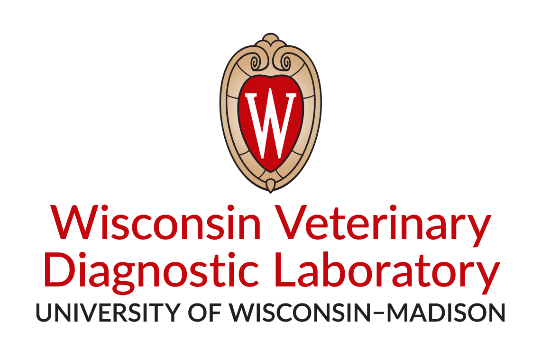 W
Wisconsin Veterinary
Diagnostic Laboratory
UNIVERSITY OF WISCONSIN–MADISON